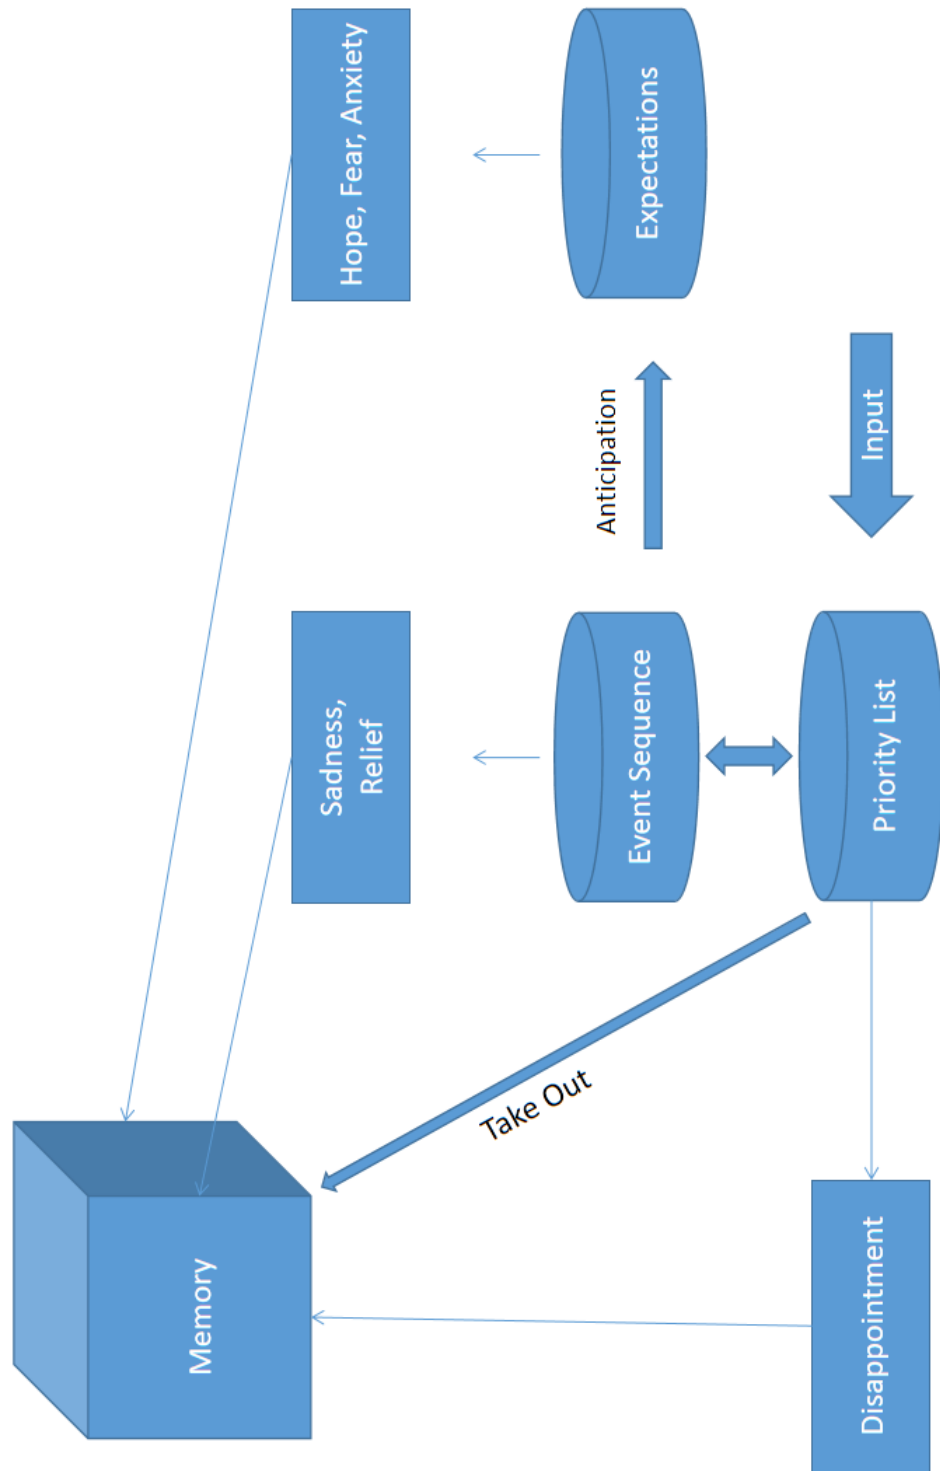 Memory
Sadness,
Relief
Hope, Fear, Anxiety
Take Out
Event Sequence
Anticipation
Expectations
Disappointment
Priority List
Input